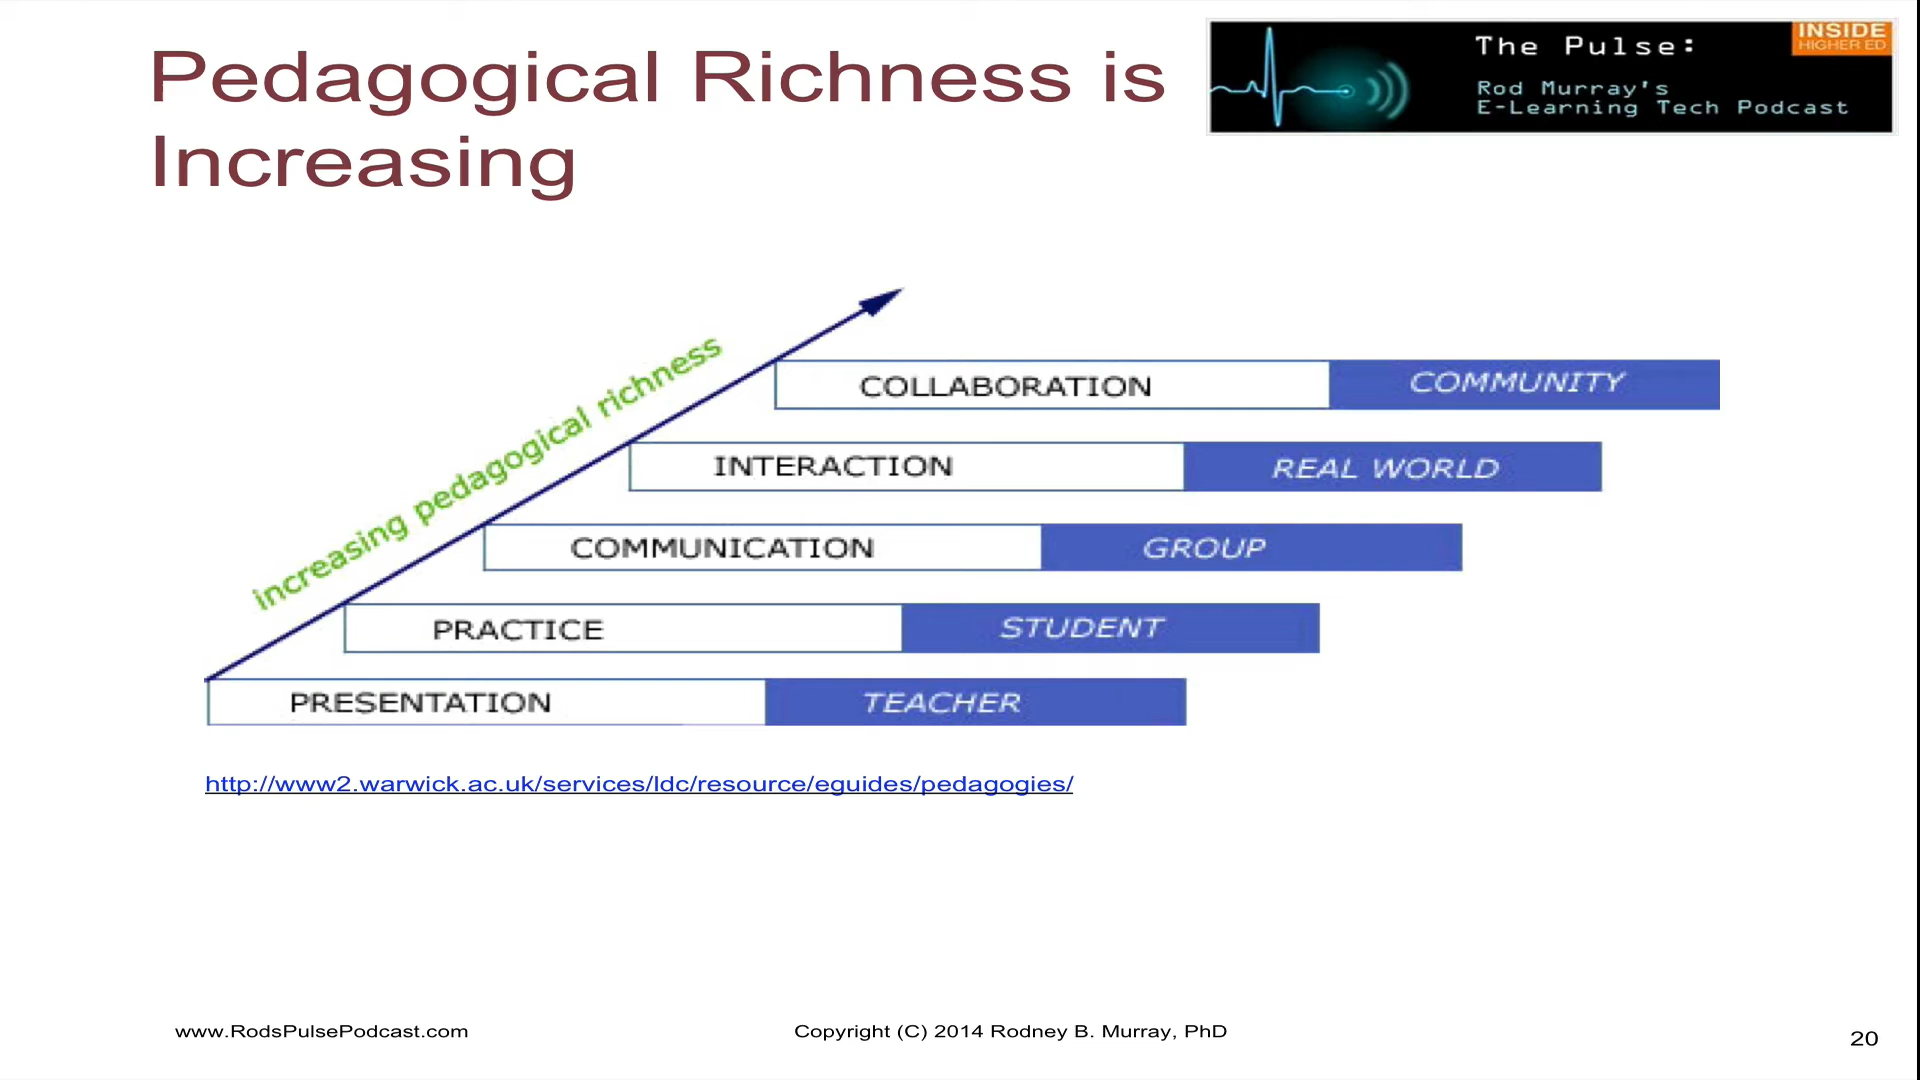 Pedagogical Richness is
Increasing
The Pulse:
Rod Murray's
E-Learning Tech Podcast
INSIDE
HIGHER ED
increasing pedagogical richness
COLLABORATION COMMUNITY
INTERACTION REAL WORLD
COMMUNICATION GROUP
PRACTICE STUDENT
PRESENTATION TEACHER
http://www2.warwick.ac.uk/services/ldc/resource/eguides/pedagogies/
www.RodsPulsePodcast.com
Copyright (C) 2014 Rodney B. Murray, PhD
20